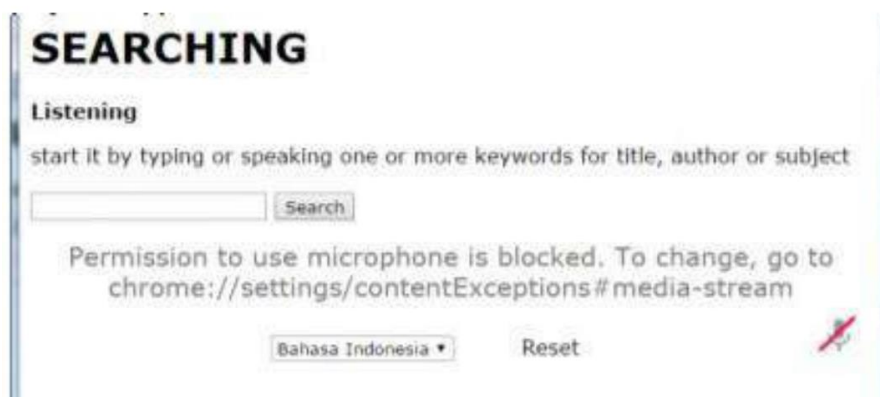 SEARCHING
Listening
start it by typing or speaking one or more keywords for title, author or subject
Search
Permission to use microphone is blocked. To change, go to
chrome://settings/contentExceptions#media-stream
Bahasa Indonesia ▾ Reset